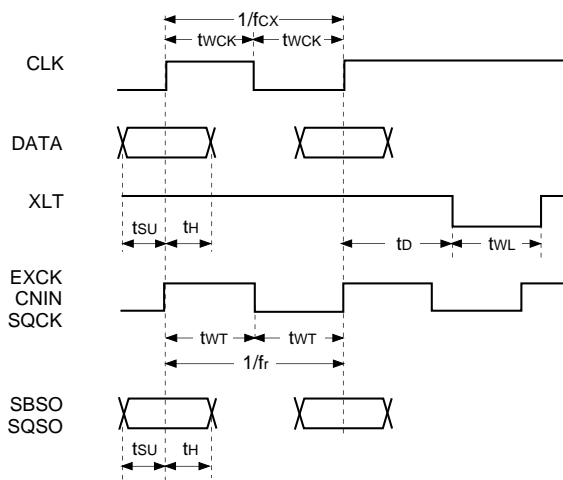 1/fCX
tWCK tWCK
CLK
DATA
XLT
tSU tH tD tWL
EXCK
CNIN
SQCK
tWT tWT
1/fr
SBSO
SQSO
tSU tH